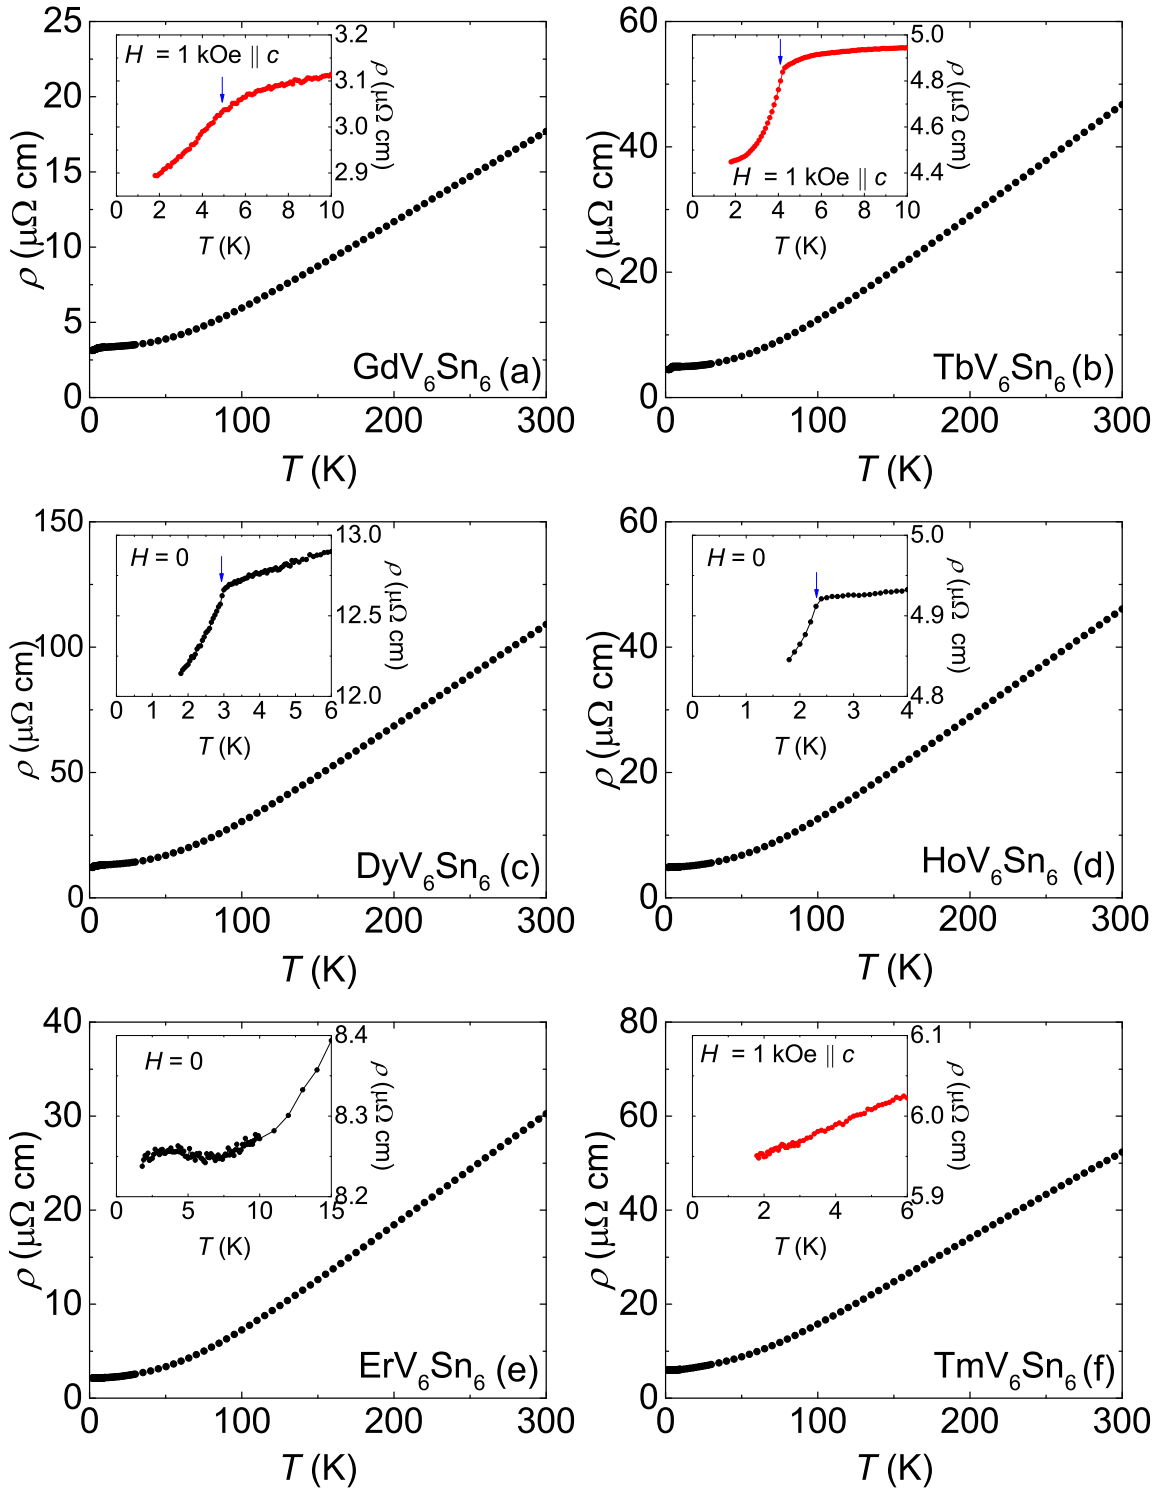 25
20
15
10
5
0
ρ (μΩ cm)
0
100
200
300
T (K)
GdV6Sn6 (a)
H = 1 kOe || c
3.2
3.1
3.0
2.9
ρ (μΩ cm)
0 2 4 6 8 10
T (K)
60
40
20
0
ρ (μΩ cm)
0
100
200
300
T (K)
TbV6Sn6 (b)
5.0
4.8
4.6
4.4
ρ (μΩ cm)
H = 1 kOe || c
0 2 4 6 8 10
T (K)
150
100
50
0
ρ (μΩ cm)
0
100
200
300
T (K)
DyV6Sn6 (c)
H = 0
13.0
12.5
12.0
ρ (μΩ cm)
0 1 2 3 4 5 6
T (K)
60
40
20
0
ρ (μΩ cm)
0
100
200
300
T (K)
HoV6Sn6 (d)
H = 0
5.0
4.9
4.8
ρ (μΩ cm)
0 1 2 3 4
T (K)
40
30
20
10
0
ρ (μΩ cm)
0
100
200
300
T (K)
ErV6Sn6 (e)
H = 0
8.4
8.3
8.2
ρ (μΩ cm)
0 5 10 15
T (K)
80
60
40
20
0
ρ (μΩ cm)
0
100
200
300
T (K)
TmV6Sn6 (f)
H = 1 kOe || c
6.1
6.0
5.9
ρ (μΩ cm)
0 2 4 6
T (K)